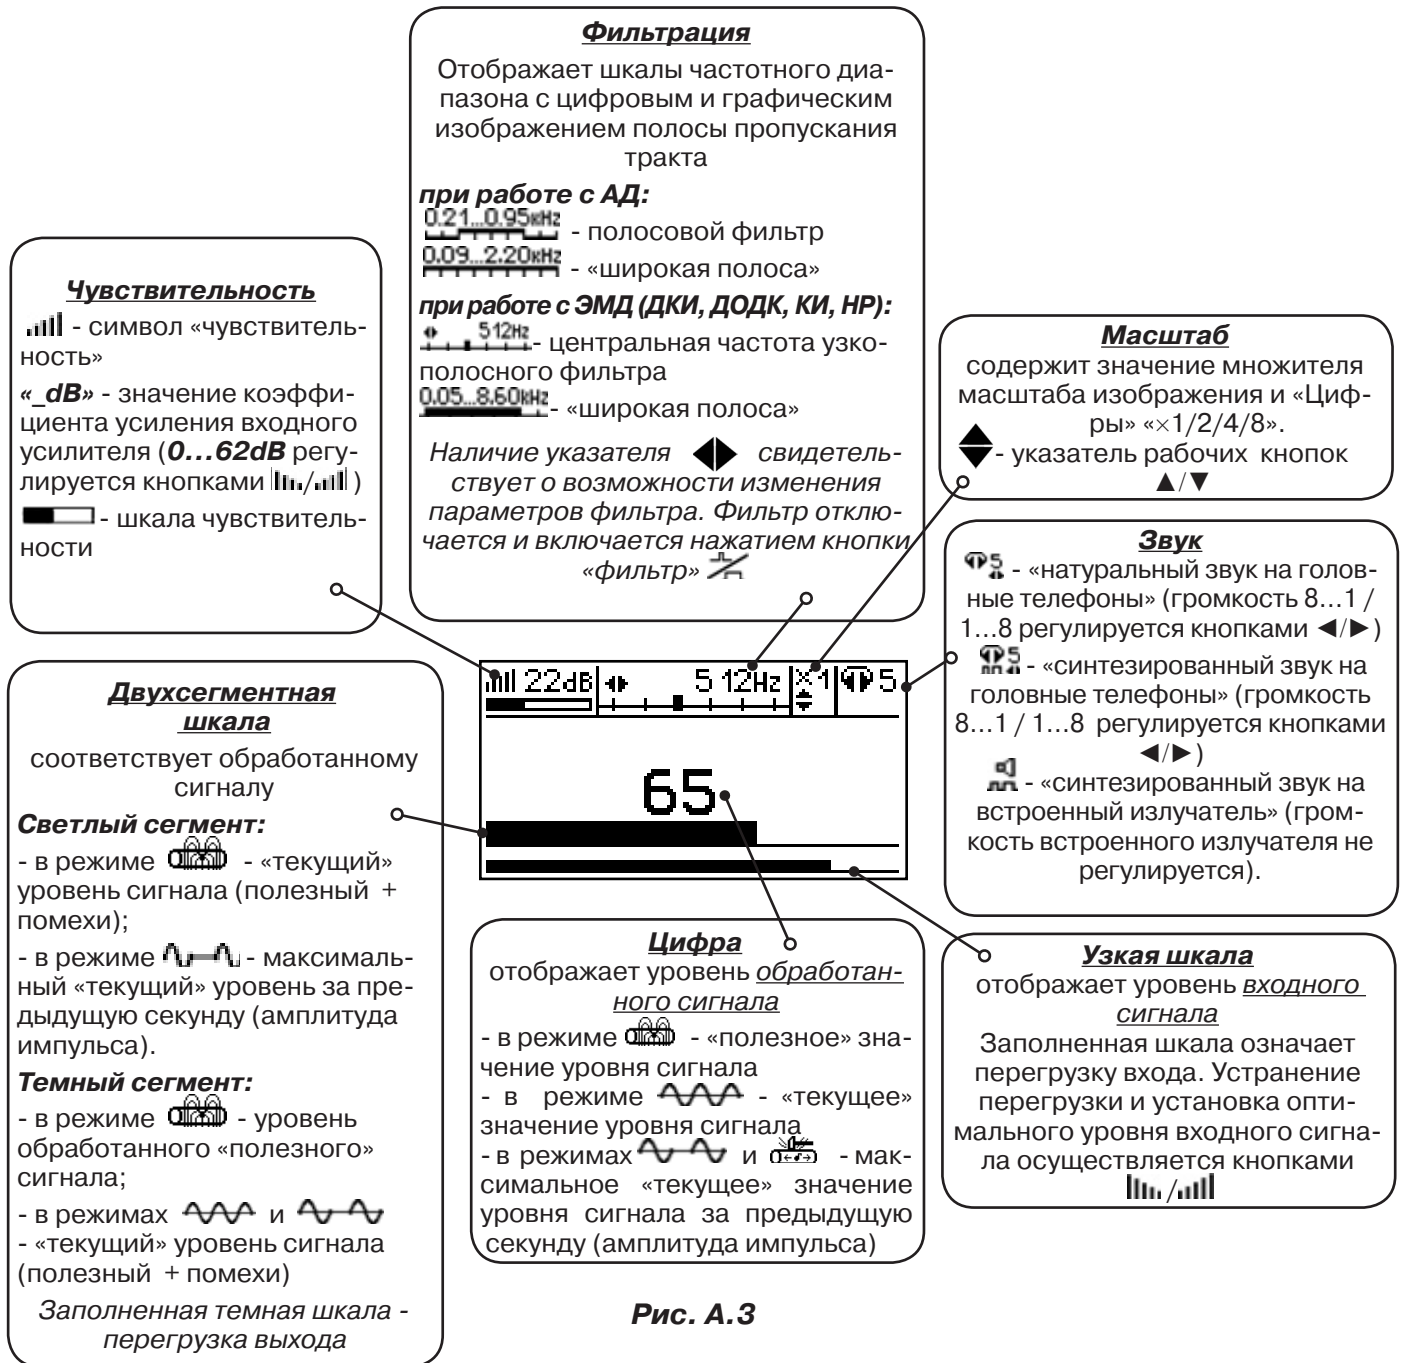 Фильтрация
Отображает шкалы частотного диа-
пазона с цифровым и графическим
изображением полосы пропускания
тракта
при работе с АД:
0.21...0.95кHz - полосовой фильтр
0.09...2.20кHz - «широкая полоса»
при работе с ЭМД (ДКИ, ДОДК, КИ, НР):
512Hz - центральная частота узко-
полосного фильтра
0.05...8.60кHz - «широкая полоса»
Наличие указателя ◀▶ свидетель-
ствует о возможности изменения
параметров фильтра. Фильтр отклю-
чается и включается нажатием кнопки
«фильтр»
Чувствительность
- символ «чувствитель-
ность»
«_dB» - значение коэффи-
циента усиления входного
усилителя (0...62dB регу-
лируется кнопками / )
- шкала чувствитель-
ности
Масштаб
содержит значение множителя
масштаба изображения и «Циф-
ры» «×1/2/4/8».
- указатель рабочих кнопок
▲/▼
Звук
5 - «натуральный звук на голов-
ные телефоны» (громкость 8...1 /
1...8 регулируется кнопками ◄/►)
5 - «синтезированный звук на
головные телефоны» (громкость
8...1 / 1...8 регулируется кнопками
◄/►)
- «синтезированный звук на
встроенный излучатель» (гром-
кость встроенного излучателя не
регулируется).
22dB 512Hz ×1 5
65
Двухсегментная
шкала
соответствует обработанному
сигналу
Светлый сегмент:
- в режиме - «текущий»
уровень сигнала (полезный +
помехи);
- в режиме - максималь-
ный «текущий» уровень за пре-
дыдущую секунду (амплитуда
импульса).
Темный сегмент:
- в режиме - уровень
обработанного «полезного»
сигнала;
- в режимах и
- «текущий» уровень сигнала
(полезный + помехи)
Заполненная темная шкала -
перегрузка выхода
Цифра
отображает уровень обработан-
ного сигнала
- в режиме - «полезное» зна-
чение уровня сигнала
- в режиме - «текущее»
значение уровня сигнала
- в режимах и - мак-
симальное «текущее» значение
уровня сигнала за предыдущую
секунду (амплитуда импульса)
Узкая шкала
отображает уровень входного
сигнала
Заполненная шкала означает
перегрузку входа. Устранение
перегрузки и установка опти-
мального уровня входного сигна-
ла осуществляется кнопками
/
Рис. А.3